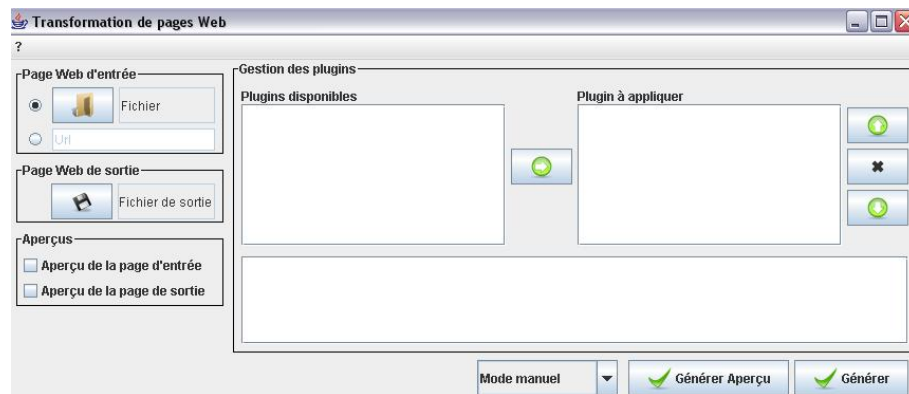 Transformation de pages Web
?
Page Web d'entrée
Fichier
Url
Page Web de sortie
Fichier de sortie
Aperçus
Aperçu de la page d'entrée
Aperçu de la page de sortie
Gestion des plugins
Plugins disponibles
Plugin à appliquer
Mode manuel
Générer Aperçu
Générer